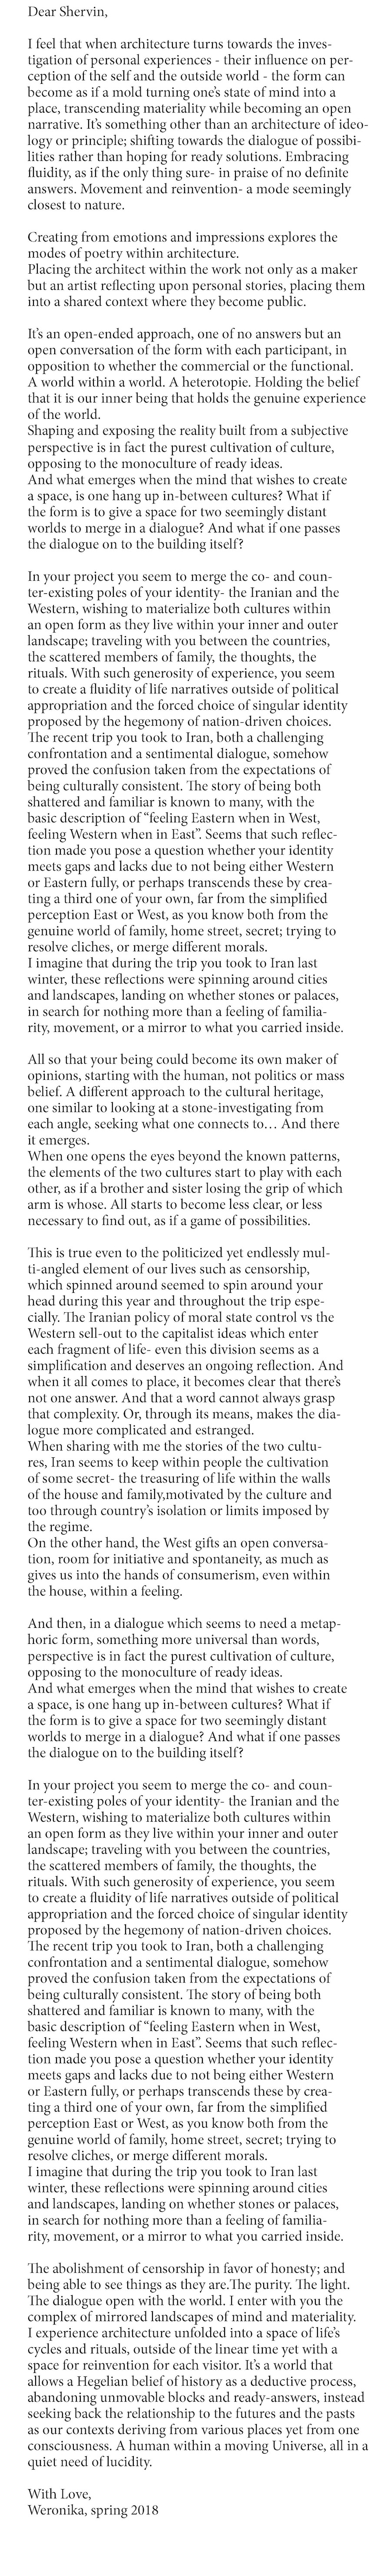 Dear Shervin,
I feel that when architecture turns towards the inves-
tigation of personal experiences - their influence on per-
ception of the self and the outside world - the form can
become as if a mold turning one's state of mind into a
place, transcending materiality while becoming an open
narrative. It's something other than an architecture of ideo-
logy or principle; shifting towards the dialogue of possibi-
lities rather than hoping for ready solutions. Embracing
fluidity, as if the only thing sure- in praise of no definite
answers. Movement and reinvention- a mode seemingly
closest to nature.
Creating from emotions and impressions explores the
modes of poetry within architecture.
Placing the architect within the work not only as a maker
but an artist reflecting upon personal stories, placing them
into a shared context where they become public.
It's an open-ended approach, one of no answers but an
open conversation of the form with each participant, in
opposition to whether the commercial or the functional.
A world within a world. A heterotopie. Holding the belief
that it is our inner being that holds the genuine experience
of the world.
Shaping and exposing the reality built from a subjective
perspective is in fact the purest cultivation of culture,
opposing to the monoculture of ready ideas.
And what emerges when the mind that wishes to create
a space, is one hang up in-between cultures? What if
the form is to give a space for two seemingly distant
worlds to merge in a dialogue? And what if one passes
the dialogue on to the building itself?
In your project you seem to merge the co- and coun-
ter-existing poles of your identity- the Iranian and the
Western, wishing to materialize both cultures within
an open form as they live within your inner and outer
landscape; traveling with you between the countries,
the scattered members of family, the thoughts, the
rituals. With such generosity of experience, you seem
to create a fluidity of life narratives outside of political
appropriation and the forced choice of singular identity
proposed by the hegemony of nation-driven choices.
The recent trip you took to Iran, both a challenging
confrontation and a sentimental dialogue, somehow
proved the confusion taken from the expectations of
being culturally consistent. The story of being both
shattered and familiar is known to many, with the
basic description of "feeling Eastern when in West,
feeling Western when in East". Seems that such reflec-
tion made you pose a question whether your identity
meets gaps and lacks due to not being either Western
or Eastern fully, or perhaps transcends these by crea-
ting a third one of your own, far from the simplified
perception East or West, as you know both from the
genuine world of family, home street, secret; trying to
resolve cliches, or merge different morals.
I imagine that during the trip you took to Iran last
winter, these reflections were spinning around cities
and landscapes, landing on whether stones or palaces,
in search for nothing more than a feeling of familia-
rity, movement, or a mirror to what you carried inside.
All so that your being could become its own maker of
opinions, starting with the human, not politics or mass
belief. A different approach to the cultural heritage,
one similar to looking at a stone-investigating from
each angle, seeking what one connects to… And there
it emerges.
When one opens the eyes beyond the known patterns,
the elements of the two cultures start to play with each
other, as if a brother and sister losing the grip of which
arm is whose. All starts to become less clear, or less
necessary to find out, as if a game of possibilities.
This is true even to the politicized yet endlessly mul-
ti-angled element of our lives such as censorship,
which spinned around seemed to spin around your
head during this year and throughout the trip espe-
cially. The Iranian policy of moral state control vs the
Western sell-out to the capitalist ideas which enter
each fragment of life- even this division seems as a
simplification and deserves an ongoing reflection. And
when it all comes to place, it becomes clear that there's
not one answer. And that a word cannot always grasp
that complexity. Or, through its means, makes the dia-
logue more complicated and estranged.
When sharing with me the stories of the two cultu-
res, Iran seems to keep within people the cultivation
of some secret- the treasuring of life within the walls
of the house and family,motivated by the culture and
too through country's isolation or limits imposed by
the regime.
On the other hand, the West gifts an open conversa-
tion, room for initiative and spontaneity, as much as
gives us into the hands of consumerism, even within
the house, within a feeling.
And then, in a dialogue which seems to need a metap-
horic form, something more universal than words,
perspective is in fact the purest cultivation of culture,
opposing to the monoculture of ready ideas.
And what emerges when the mind that wishes to create
a space, is one hang up in-between cultures? What if
the form is to give a space for two seemingly distant
worlds to merge in a dialogue? And what if one passes
the dialogue on to the building itself?
In your project you seem to merge the co- and coun-
ter-existing poles of your identity- the Iranian and the
Western, wishing to materialize both cultures within
an open form as they live within your inner and outer
landscape; traveling with you between the countries,
the scattered members of family, the thoughts, the
rituals. With such generosity of experience, you seem
to create a fluidity of life narratives outside of political
appropriation and the forced choice of singular identity
proposed by the hegemony of nation-driven choices.
The recent trip you took to Iran, both a challenging
confrontation and a sentimental dialogue, somehow
proved the confusion taken from the expectations of
being culturally consistent. The story of being both
shattered and familiar is known to many, with the
basic description of "feeling Eastern when in West,
feeling Western when in East". Seems that such reflec-
tion made you pose a question whether your identity
meets gaps and lacks due to not being either Western
or Eastern fully, or perhaps transcends these by crea-
ting a third one of your own, far from the simplified
perception East or West, as you know both from the
genuine world of family, home street, secret; trying to
resolve cliches, or merge different morals.
I imagine that during the trip you took to Iran last
winter, these reflections were spinning around cities
and landscapes, landing on whether stones or palaces,
in search for nothing more than a feeling of familia-
rity, movement, or a mirror to what you carried inside.
The abolishment of censorship in favor of honesty; and
being able to see things as they are.The purity. The light.
The dialogue open with the world. I enter with you the
complex of mirrored landscapes of mind and materiality.
I experience architecture unfolded into a space of life's
cycles and rituals, outside of the linear time yet with a
space for reinvention for each visitor. It's a world that
allows a Hegelian belief of history as a deductive process,
abandoning unmovable blocks and ready-answers, instead
seeking back the relationship to the futures and the pasts
as our contexts deriving from various places yet from one
consciousness. A human within a moving Universe, all in a
quiet need of lucidity.
With Love,
Weronika, spring 2018